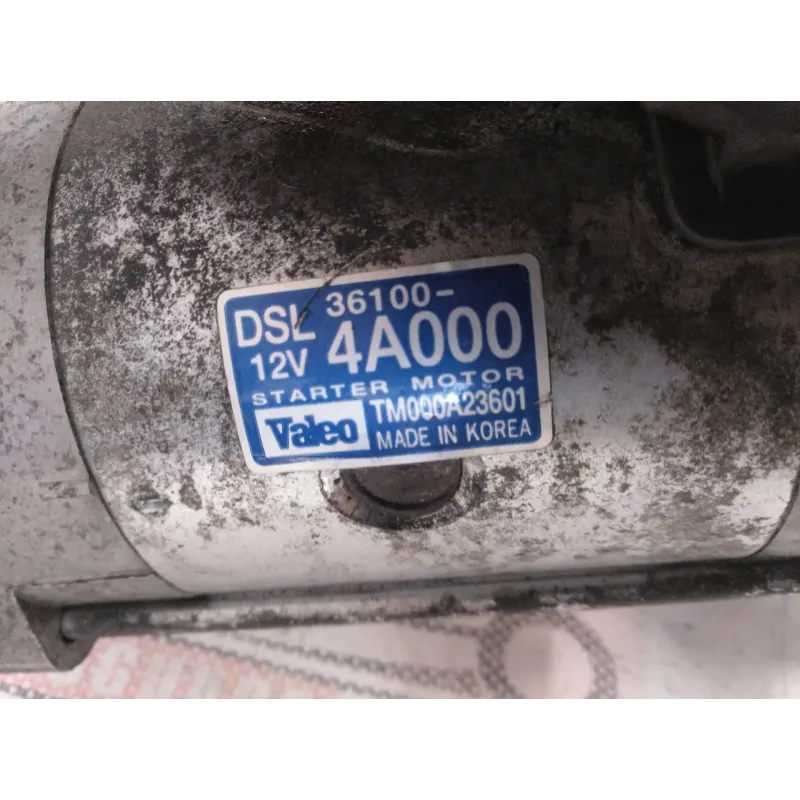 DSL 36100-
12V 4A000
STARTER MOTOR
Valeo TM000A23601
MADE IN KOREA